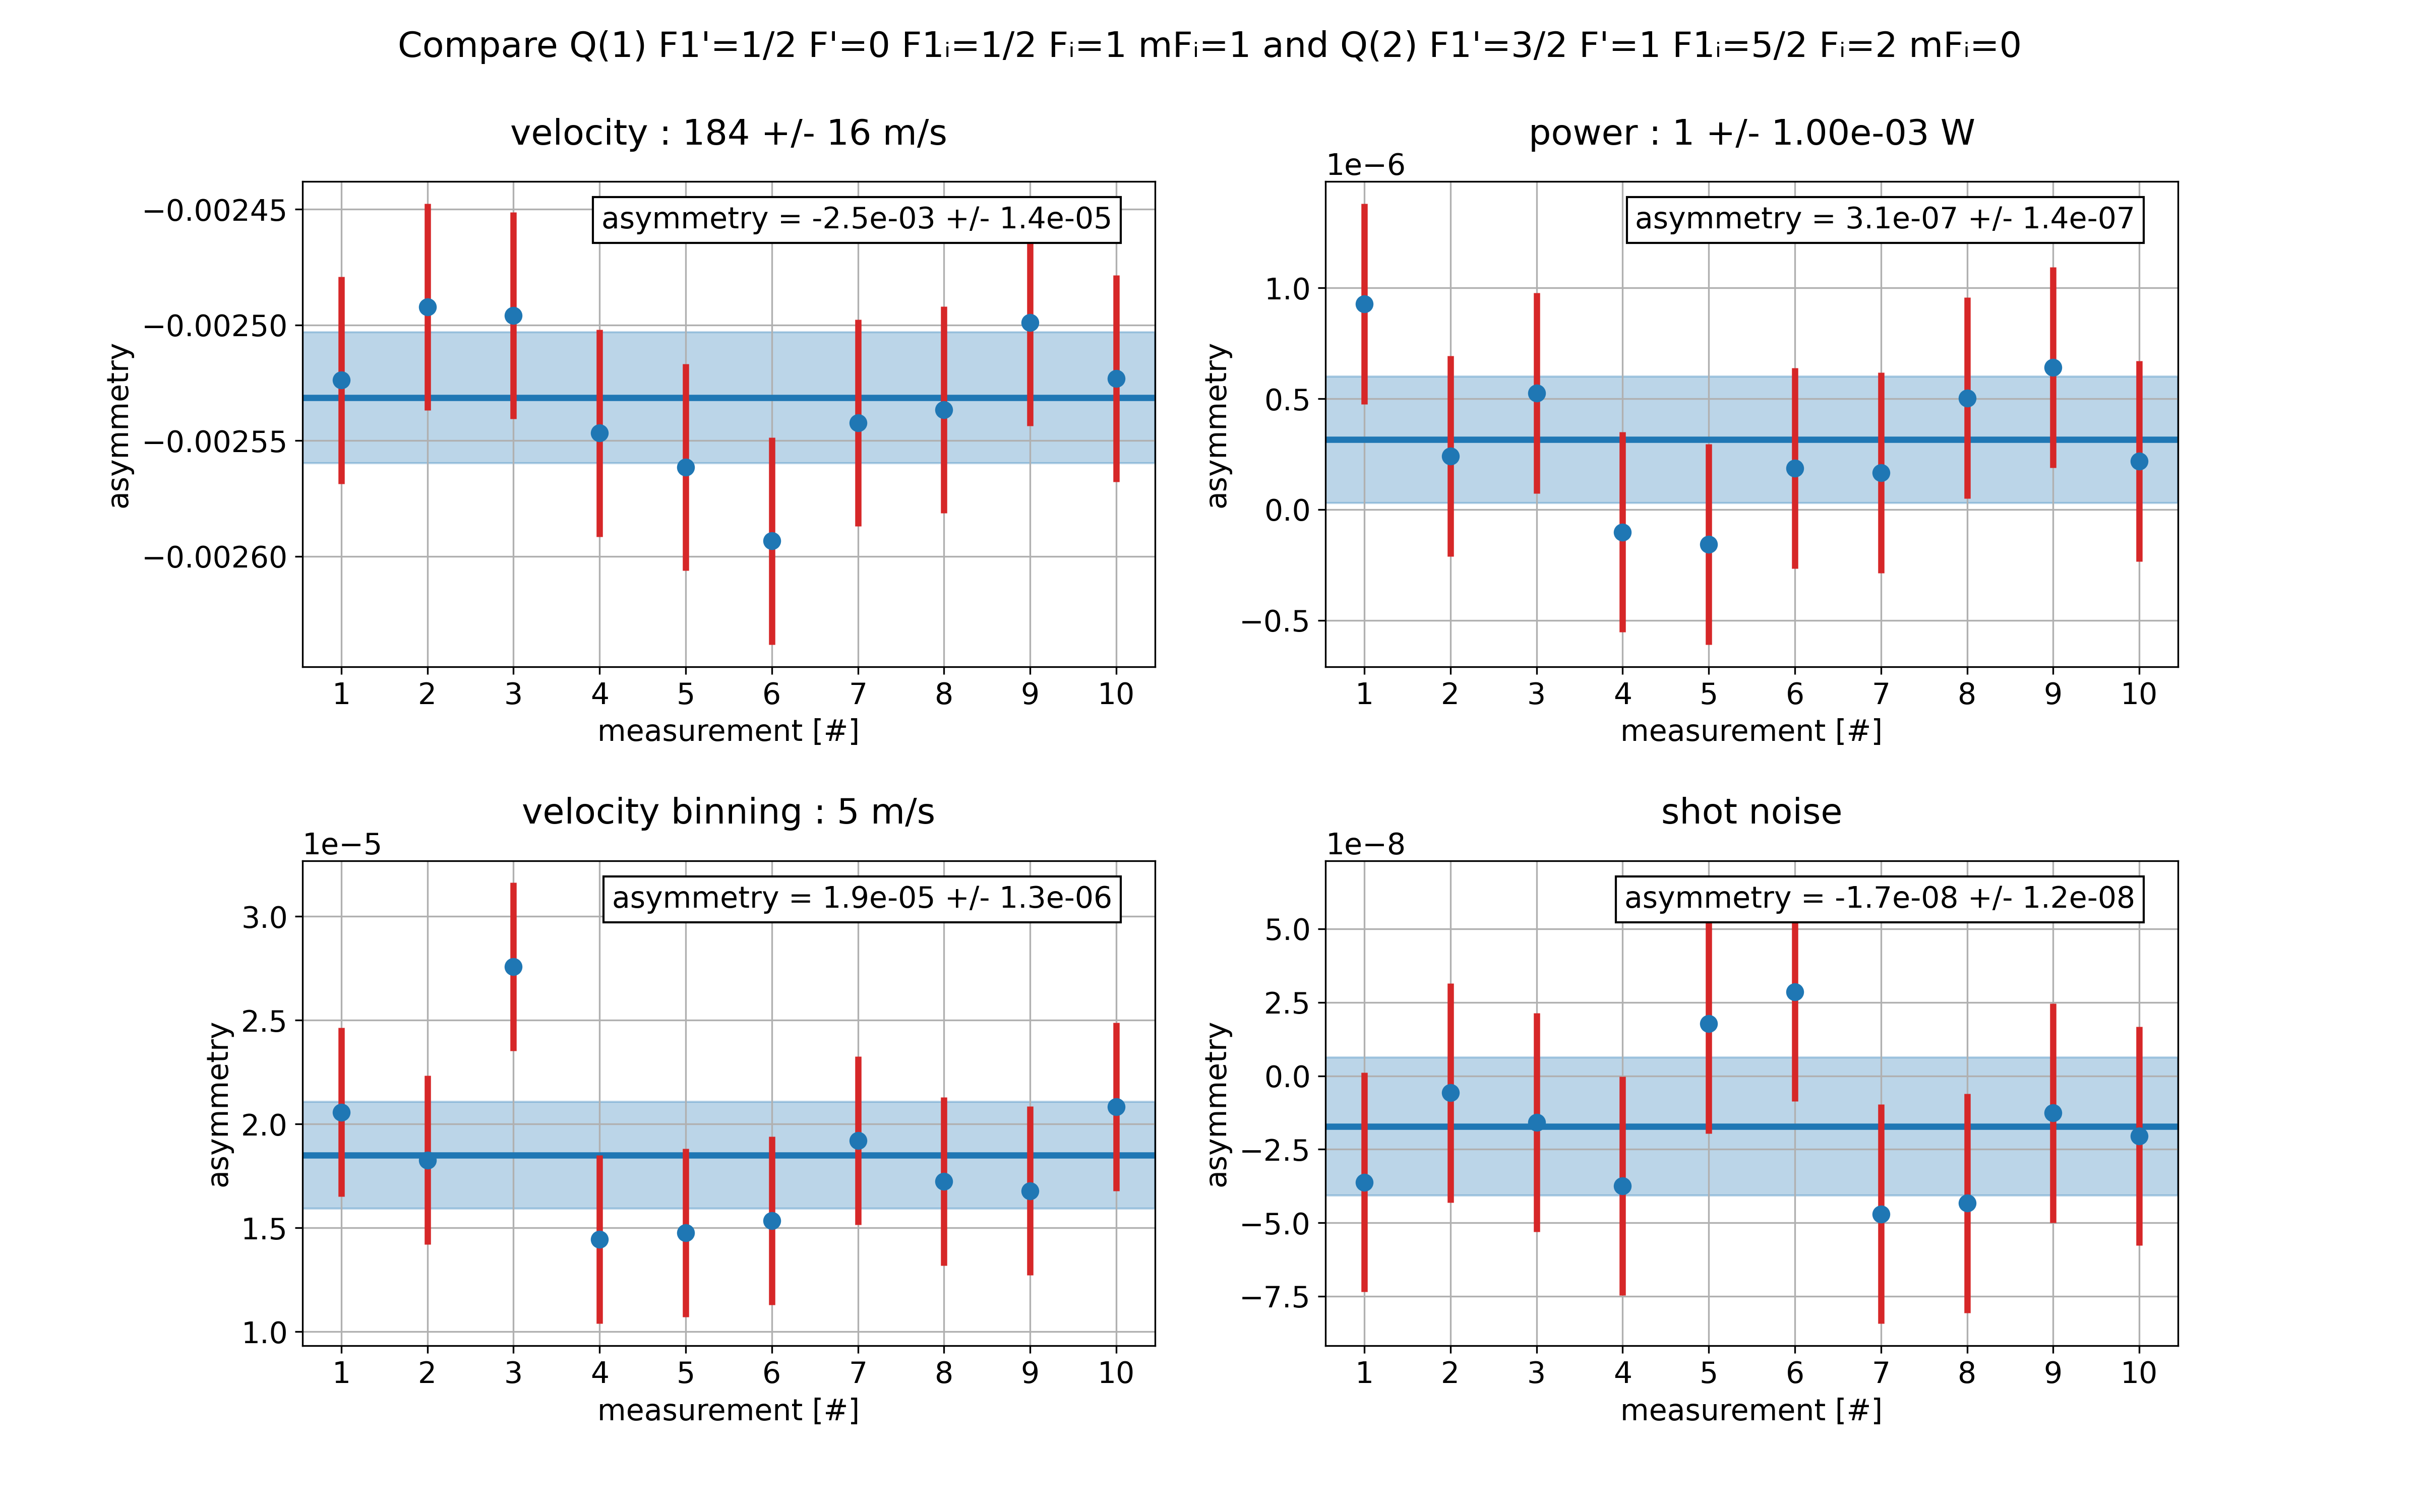 Compare Q(1) F1'=1/2 F'=0 F1ᵢ=1/2 Fᵢ=1 mFᵢ=1 and Q(2) F1'=3/2 F'=1 F1ᵢ=5/2 Fᵢ=2 mFᵢ=0
velocity : 184 +/- 16 m/s
asymmetry = -2.5e-03 +/- 1.4e-05
−0.00245
−0.00250
−0.00255
−0.00260
asymmetry
1 2 3 4 5 6 7 8 9 10
measurement [#]
power : 1 +/- 1.00e-03 W
1e−6
asymmetry = 3.1e-07 +/- 1.4e-07
1.0
0.5
0.0
−0.5
asymmetry
1 2 3 4 5 6 7 8 9 10
measurement [#]
velocity binning : 5 m/s
1e−5
asymmetry = 1.9e-05 +/- 1.3e-06
3.0
2.5
2.0
1.5
1.0
asymmetry
1 2 3 4 5 6 7 8 9 10
measurement [#]
shot noise
1e−8
asymmetry = -1.7e-08 +/- 1.2e-08
5.0
2.5
0.0
−2.5
−5.0
−7.5
asymmetry
1 2 3 4 5 6 7 8 9 10
measurement [#]